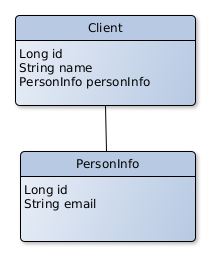 Client
Long id
String name
PersonInfo personInfo
PersonInfo
Long id
String email